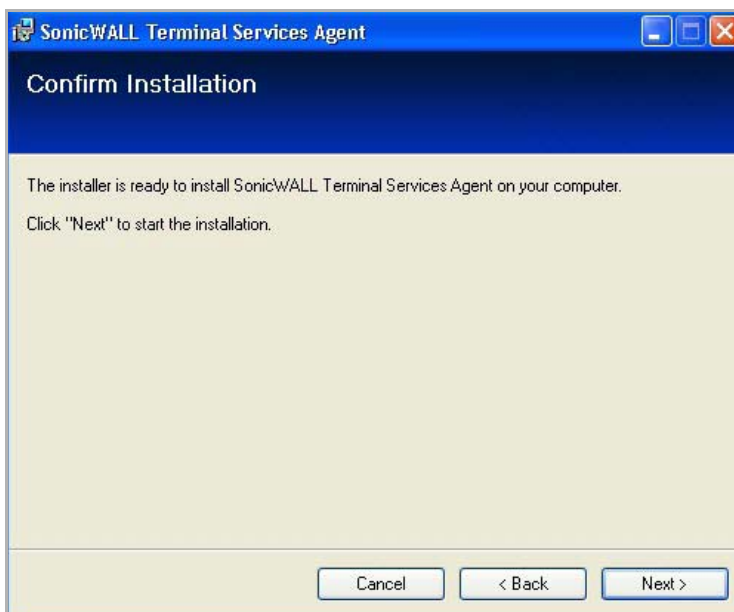 SonicWALL Terminal Services Agent
Confirm Installation
The installer is ready to install SonicWALL Terminal Services Agent on your computer.
Click "Next" to start the installation.
Cancel
< Back
Next >